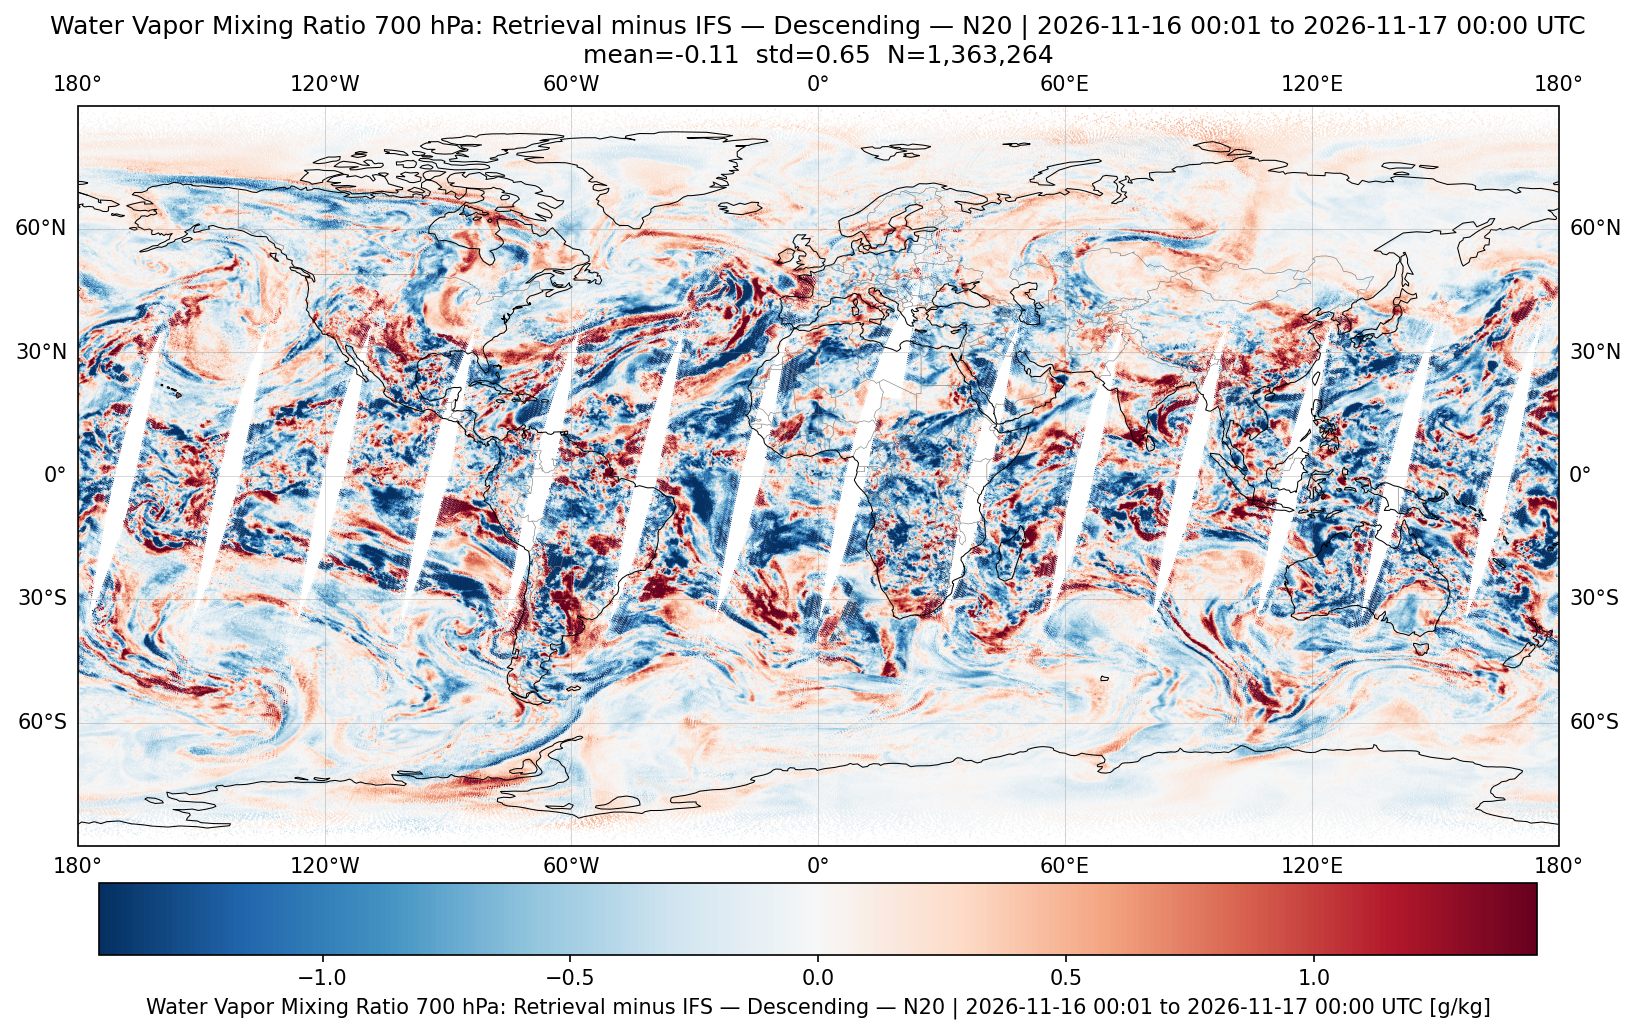 Water Vapor Mixing Ratio 700 hPa: Retrieval minus IFS — Descending — N20 | 2026-11-16 00:01 to 2026-11-17 00:00 UTC
mean=-0.11 std=0.65 N=1,363,264
180° 120°W 60°W 0° 60°E 120°E 180°
60°N 60°N
30°N 30°N
0° 0°
30°S 30°S
60°S 60°S
180° 120°W 60°W 0° 60°E 120°E 180°
−1.0 −0.5 0.0 0.5 1.0
Water Vapor Mixing Ratio 700 hPa: Retrieval minus IFS — Descending — N20 | 2026-11-16 00:01 to 2026-11-17 00:00 UTC [g/kg]